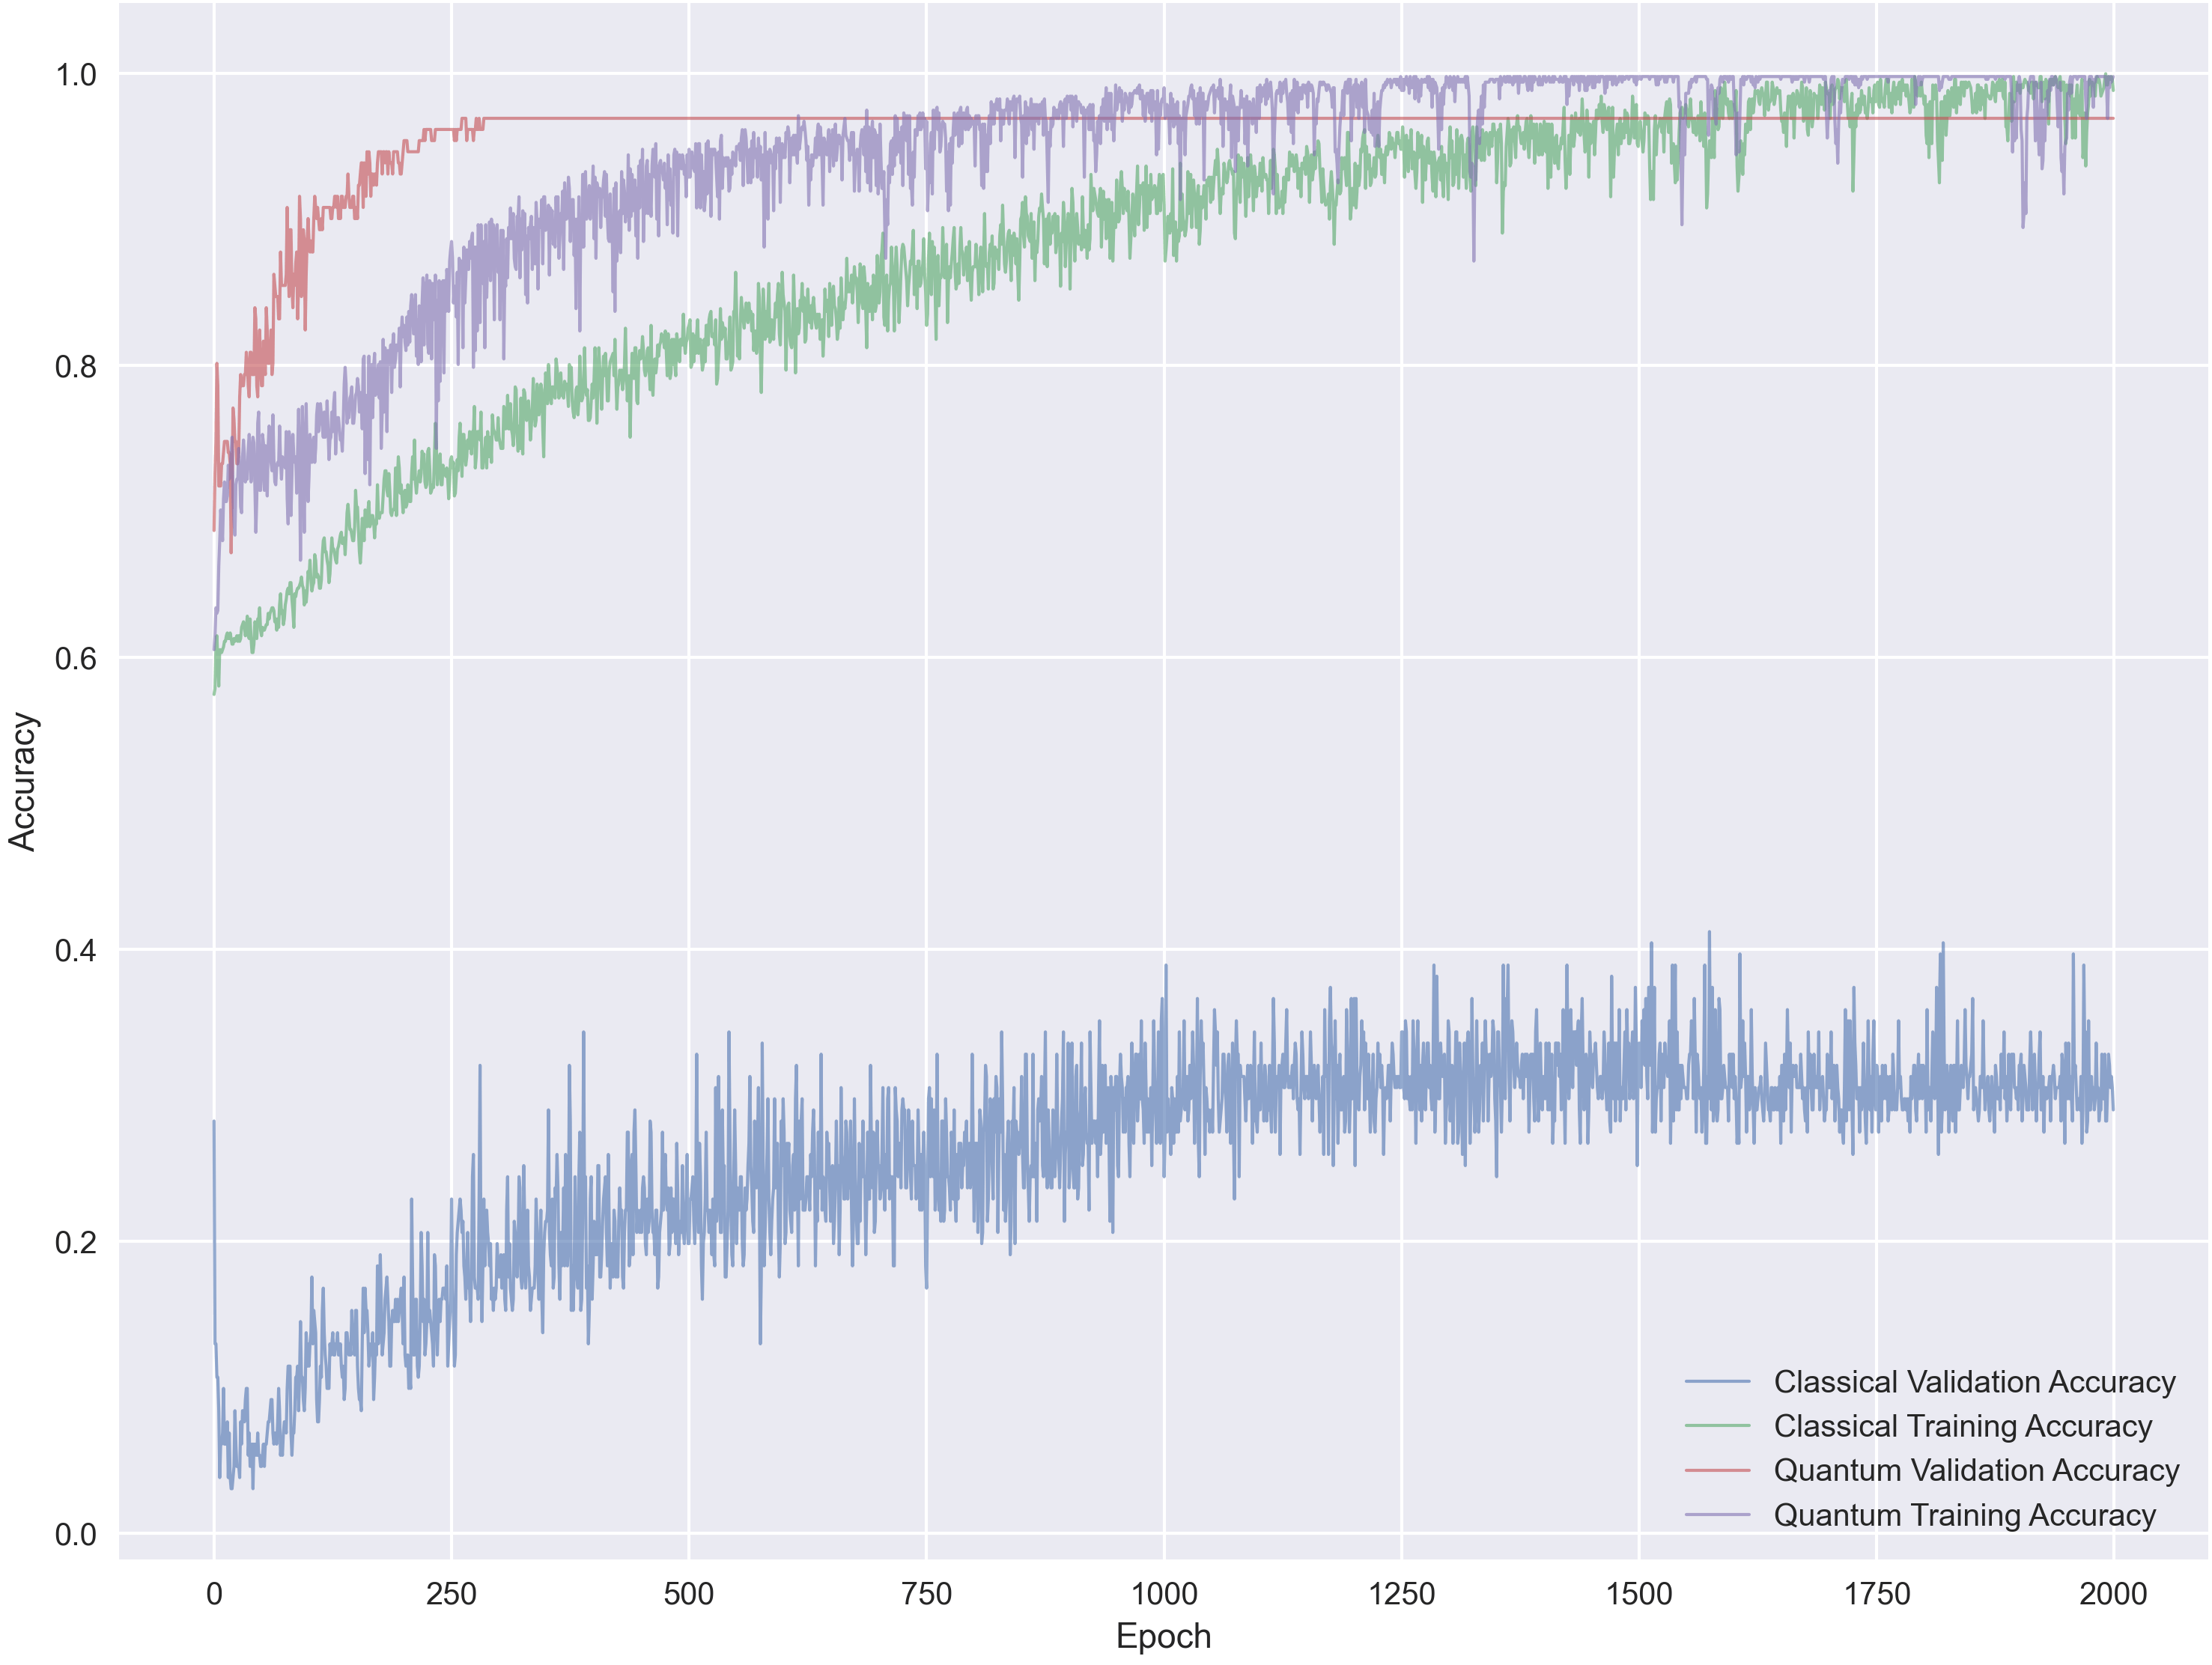 1.0
0.8
0.6
0.4
0.2
0.0
Accuracy
0 250 500 750 1000 1250 1500 1750 2000
Epoch
Classical Validation Accuracy
Classical Training Accuracy
Quantum Validation Accuracy
Quantum Training Accuracy